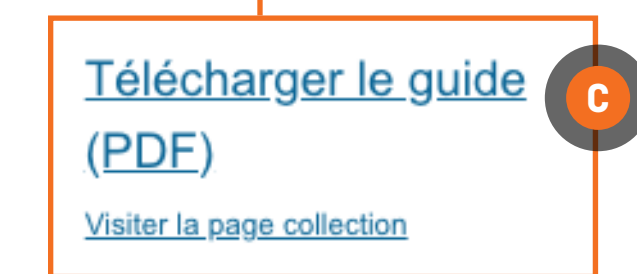 Télécharger le guide
(PDF)
Visiter la page collection
C